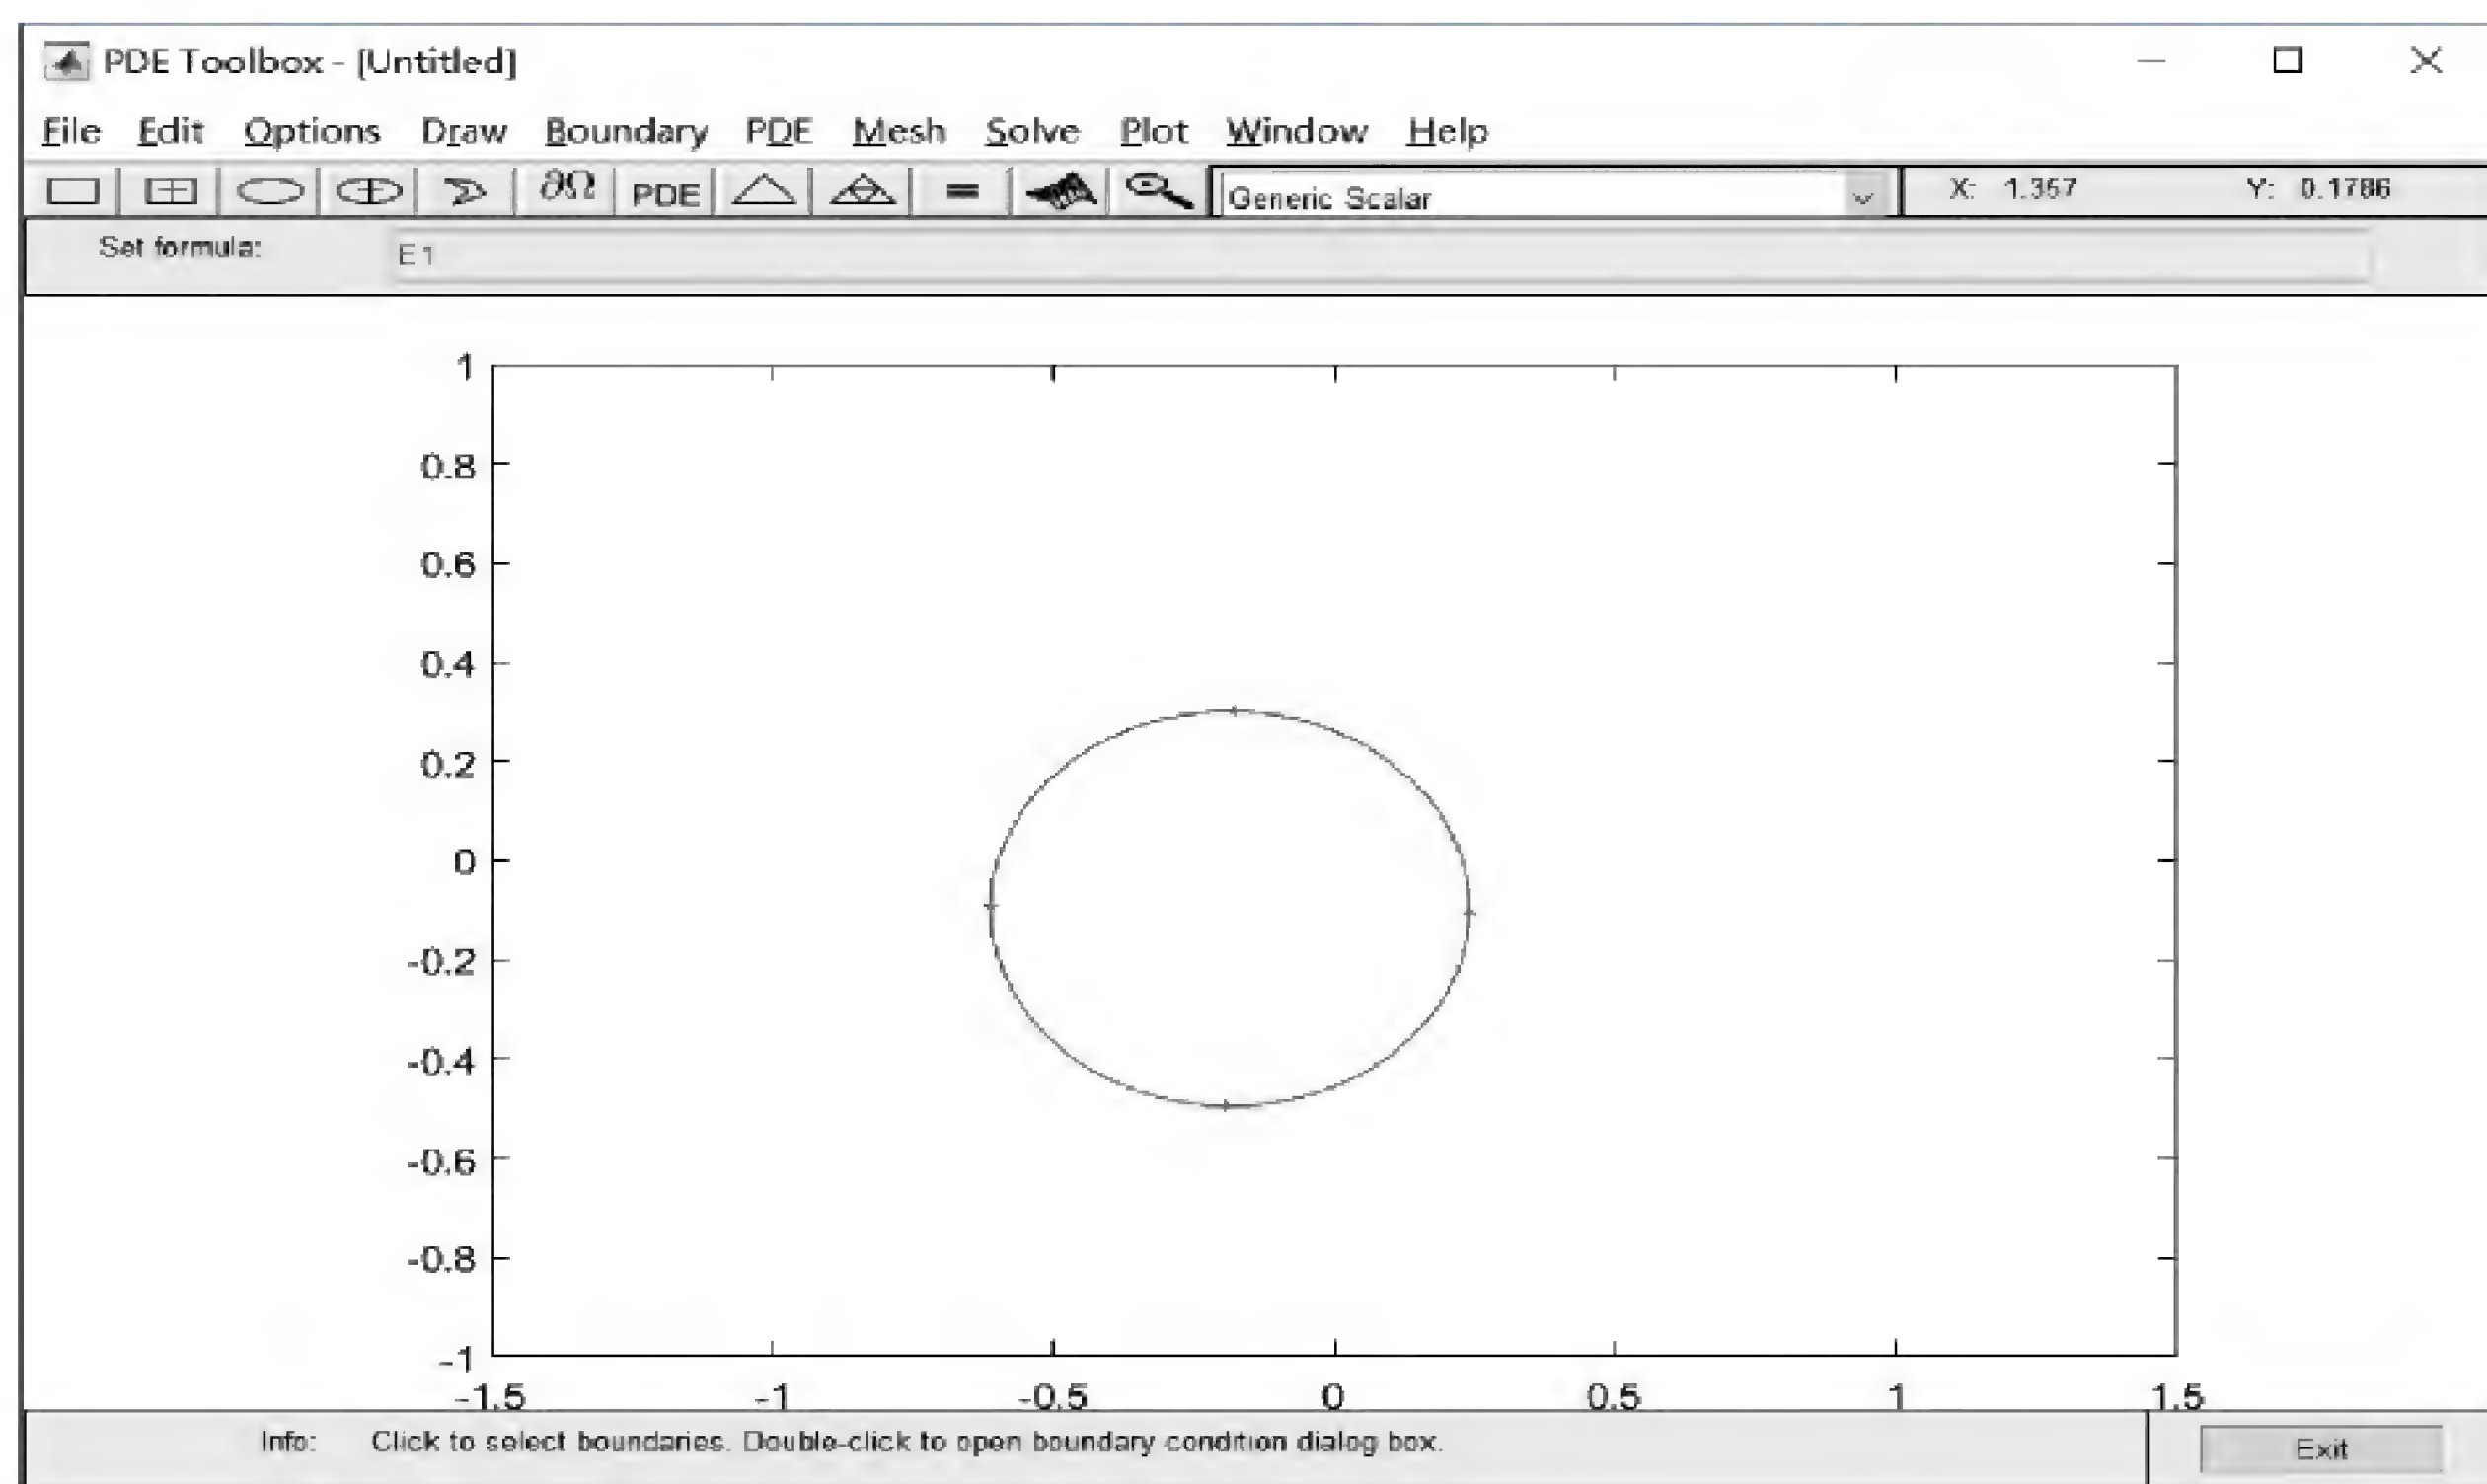 PDE Toolbox - [Untitled]
File Edit Options Draw Boundary PDE Mesh Solve Plot Window Help
∂Ω PDE = Generic Scalar X: 1.357 Y: 0.1786
Set formula: E1
1
0.8
0.6
0.4
0.2
0
-0.2
-0.4
-0.6
-0.8
-1
-1.5 -1 -0.5 0 0.5 1 1.5
Info: Click to select boundaries. Double-click to open boundary condition dialog box. Exit